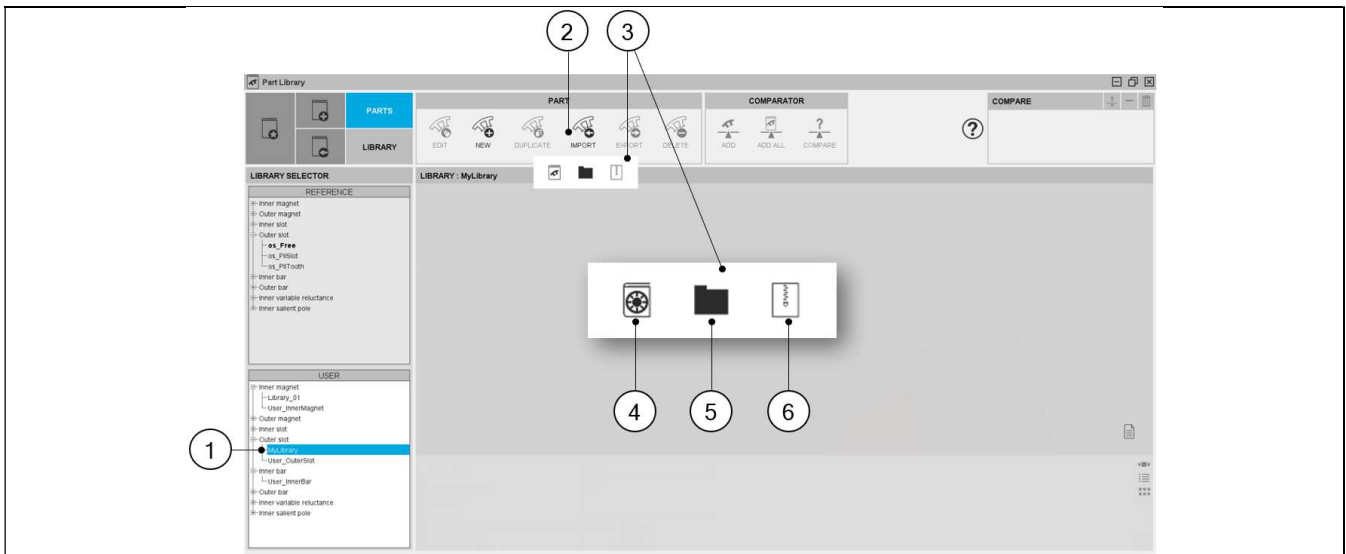 2
3
Part Library
PARTS
LIBRARY
PART
EDIT
NEW
DUPLICATE
IMPORT
EXPORT
DELETE
COMPARATOR
ADD
ADD ALL
COMPARE
?
COMPARE
LIBRARY SELECTOR
LIBRARY : MyLibrary
REFERENCE
Inner magnet
Outer magnet
Inner slot
Outer slot
os_Free
os_PllSlot
os_PllTooth
Inner bar
Outer bar
Inner variable reluctance
Inner salient pole
4
5
6
USER
Inner magnet
Library_01
User_InnerMagnet
Outer magnet
Inner slot
Outer slot
1
MyLibrary
User_OuterSlot
Inner bar
User_InnerBar
Outer bar
Inner variable reluctance
Inner salient pole